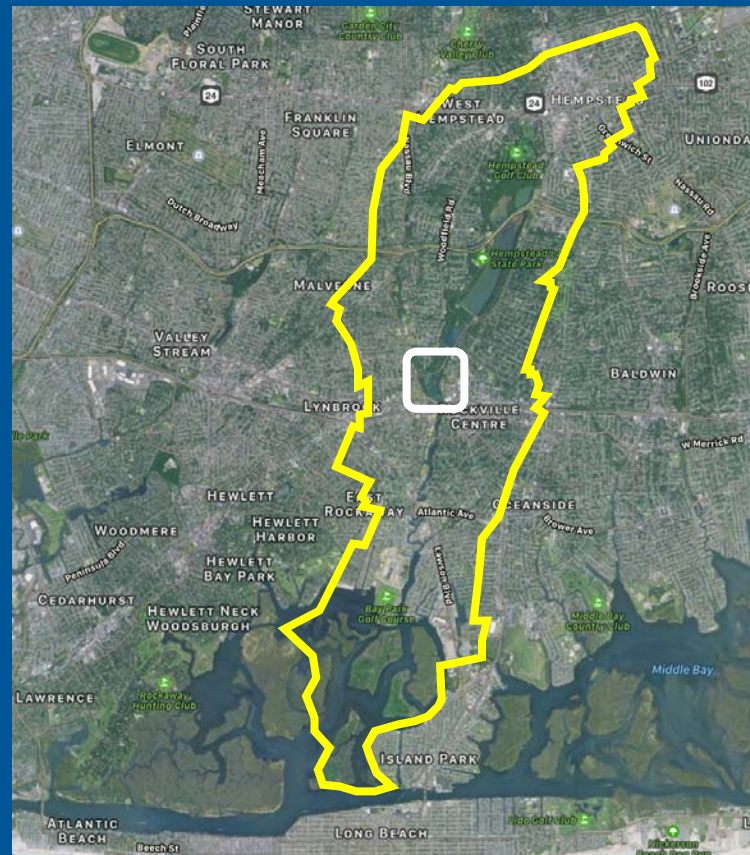 STEWART
MANOR
Garden City
Country Club
Cherry
Valley Club
SOUTH
FLORAL PARK
24
102
WEST
HEMPSTEAD
24
HEMPSTEAD
FRANKLIN
SQUARE
Greenwich St
UNIONDA
ELMONT
Meacham Ave
Nassau Blvd
Hempstead
Golf Club
Nassau Rd
Dutch Broadway
Woodfield Rd
Brookside Ave
Hempstead
State Park
MALVERNE
ROOSE
VALLEY
STREAM
BALDWIN
LYNBROOK
ROCKVILLE
CENTRE
W Merrick Rd
HEWLETT
EAST
ROCKAWAY
Atlantic Ave
OCEANSIDE
HEWLETT
HARBOR
Brower Ave
WOODMERE
Peninsula Blvd
HEWLETT
BAY PARK
Lawson Blvd
CEDARHURST
HEWLETT NECK
WOODSBURGH
Bay Park
Golf Course
Middle Bay
Country Club
Middle Bay
LAWRENCE
Rockaway
Hunting Club
ISLAND PARK
ATLANTIC
BEACH
Beech St
LONG BEACH
Lido Golf Club
Nickerson